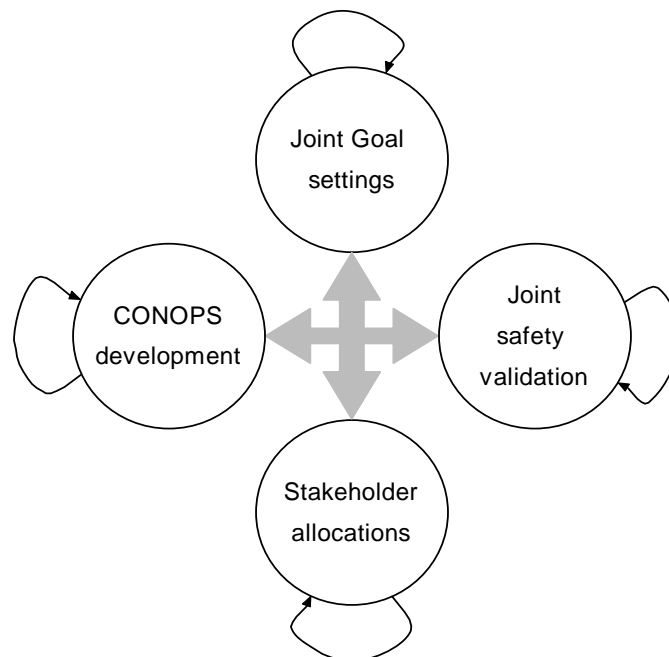 Joint Goal
settings
CONOPS
development
Joint
safety
validation
Stakeholder
allocations